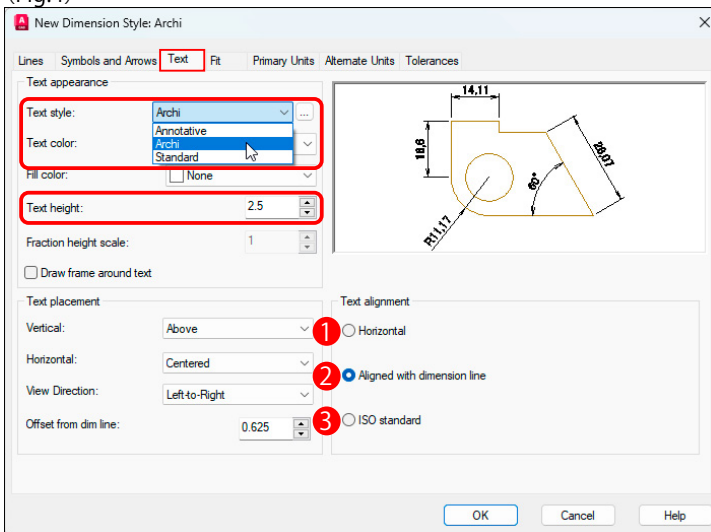 (Fig.4)
New Dimension Style: Archi
Lines Symbols and Arrows Text Fit Primary Units Alternate Units Tolerances
Text appearance
Text style: Archi ...
Annotative
Archi
Standard
Text color:
Fill color: None
Text height: 2.5
Fraction height scale: 1
Draw frame around text
14,11
18,6
28,07
60°
R11,17
Text placement
Vertical: Above
Horizontal: Centered
View Direction: Left-to-Right
Offset from dim line: 0.625
Text alignment
1 Horizontal
2 Aligned with dimension line
3 ISO standard
OK Cancel Help